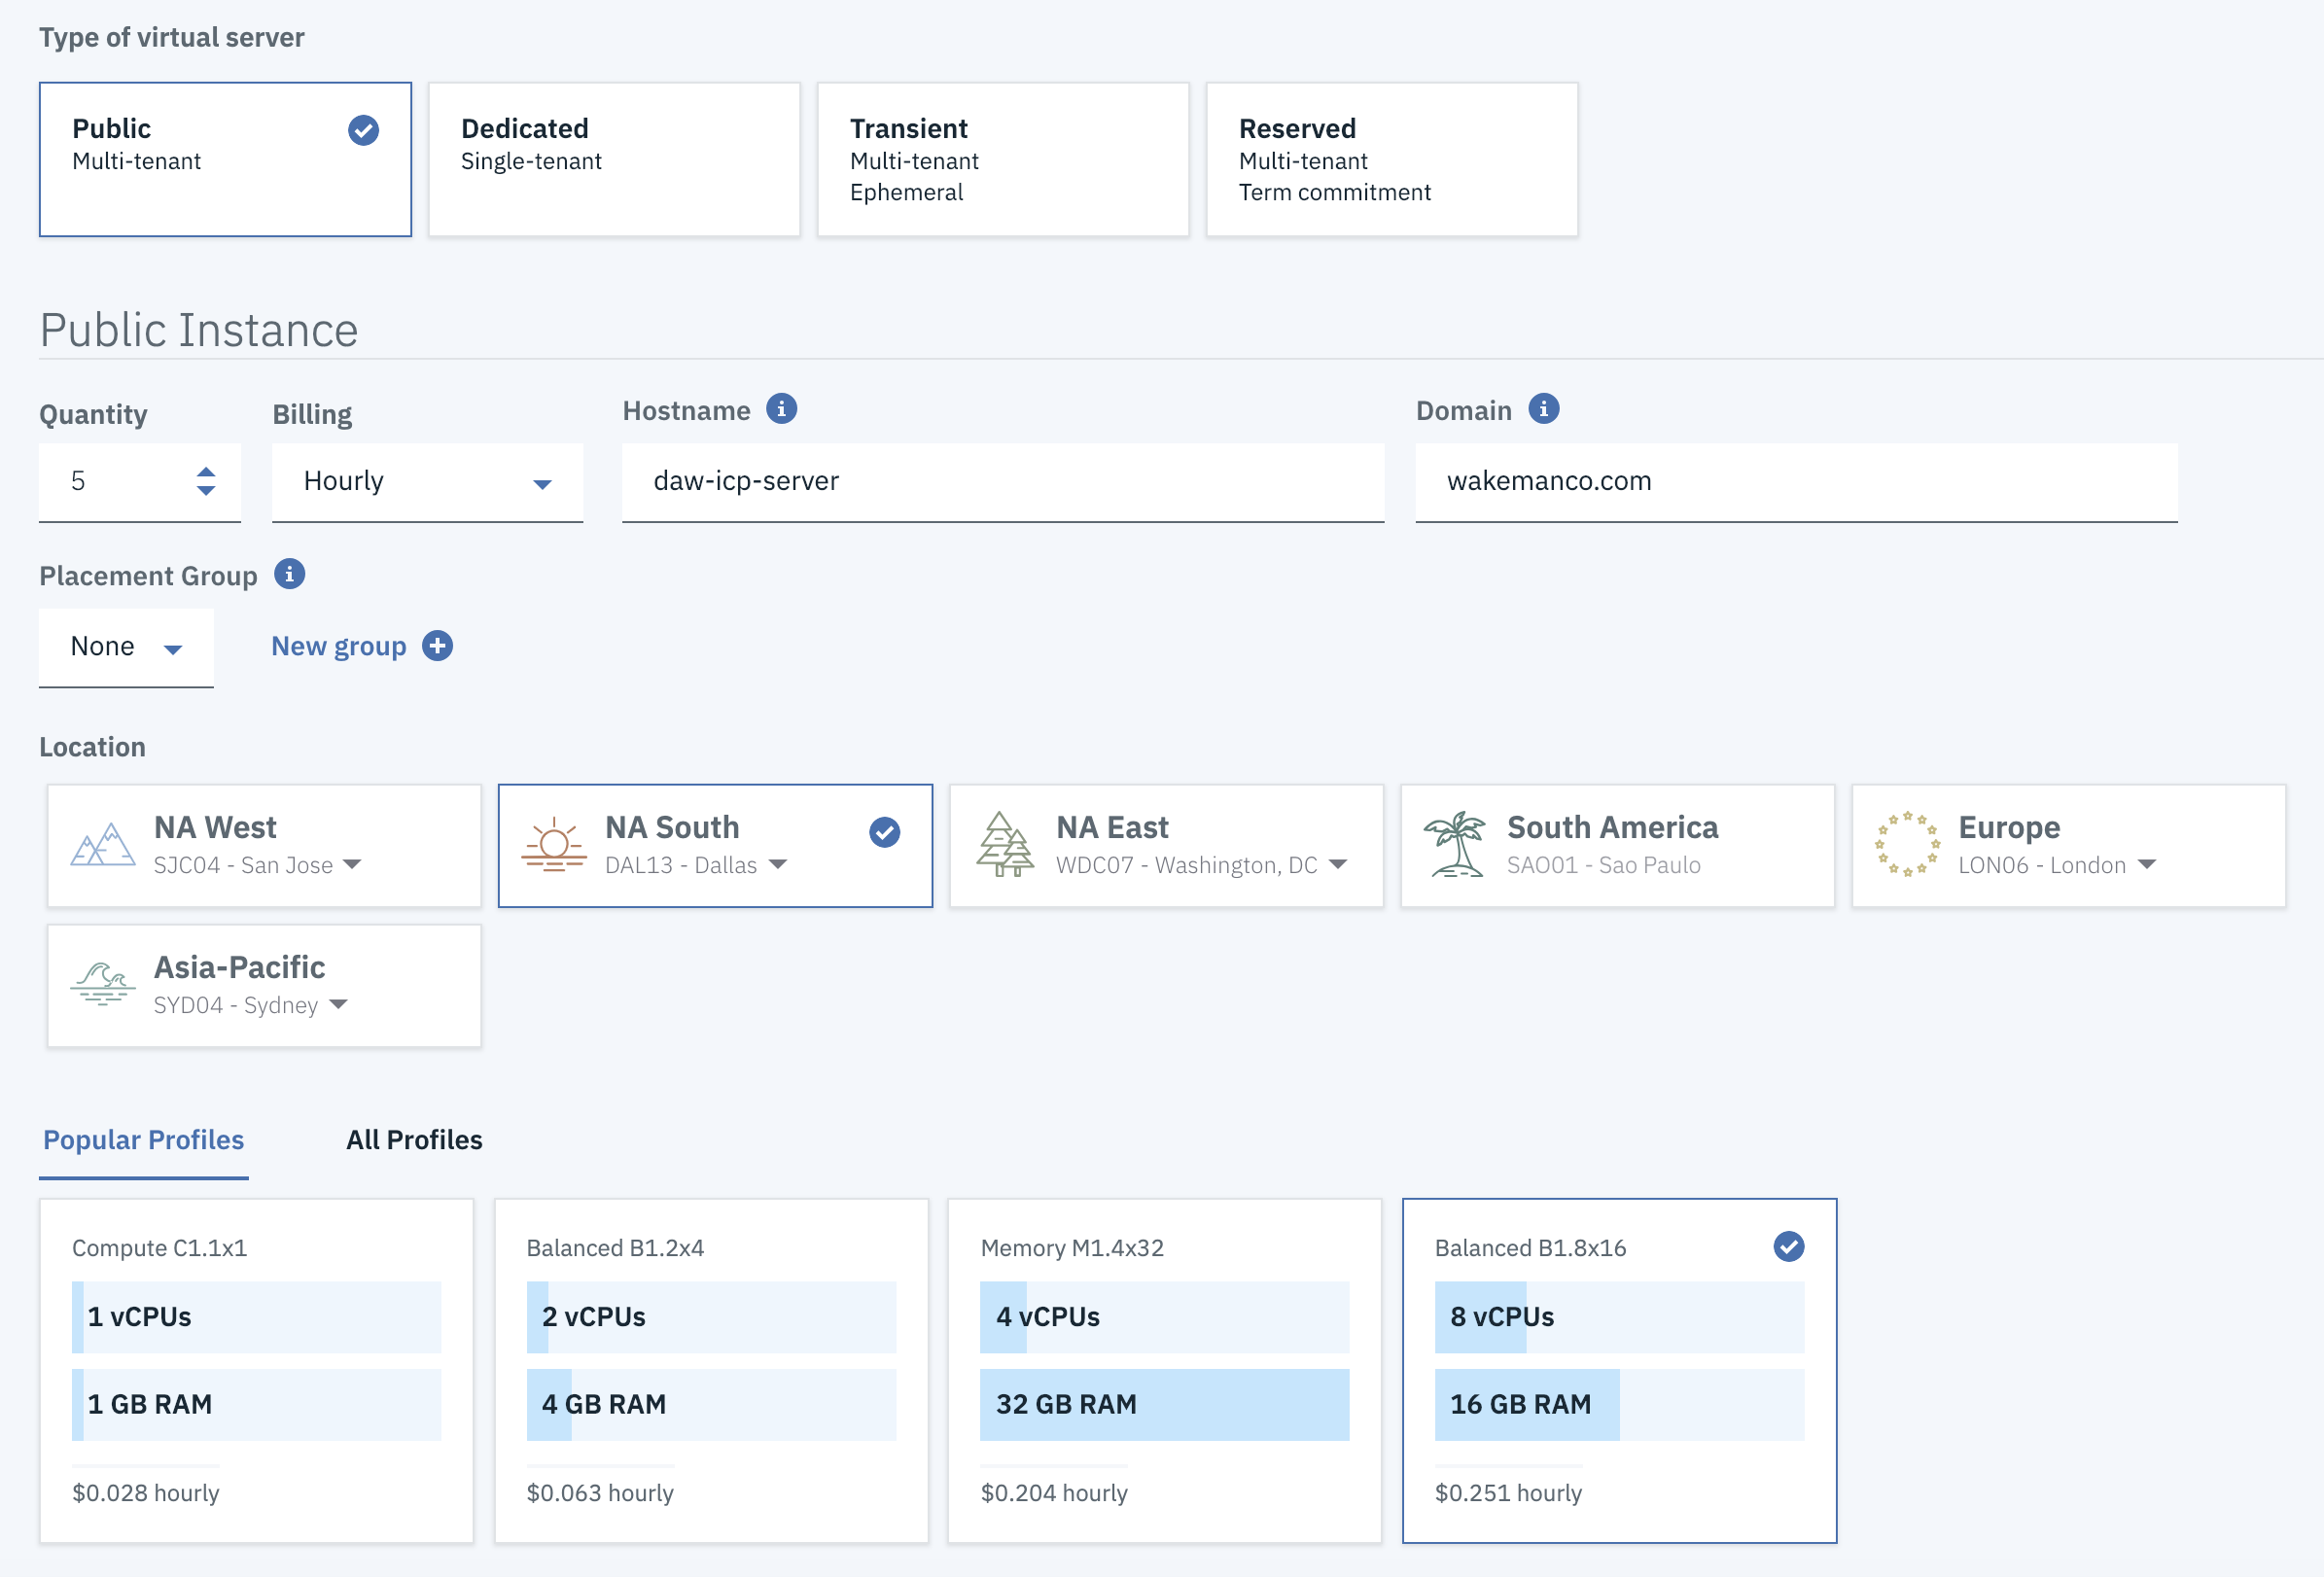 Type of virtual server
Public
Multi-tenant
Dedicated
Single-tenant
Transient
Multi-tenant
Ephemeral
Reserved
Multi-tenant
Term commitment
Public Instance
Quantity
5
Billing
Hourly
Hostname
daw-icp-server
Domain
wakemanco.com
Placement Group
None
New group
Location
NA West
SJC04 - San Jose
NA South
DAL13 - Dallas
NA East
WDC07 - Washington, DC
South America
SAO01 - Sao Paulo
Europe
LON06 - London
Asia-Pacific
SYD04 - Sydney
Popular Profiles
All Profiles
Compute C1.1x1
1 vCPUs
1 GB RAM
$0.028 hourly
Balanced B1.2x4
2 vCPUs
4 GB RAM
$0.063 hourly
Memory M1.4x32
4 vCPUs
32 GB RAM
$0.204 hourly
Balanced B1.8x16
8 vCPUs
16 GB RAM
$0.251 hourly